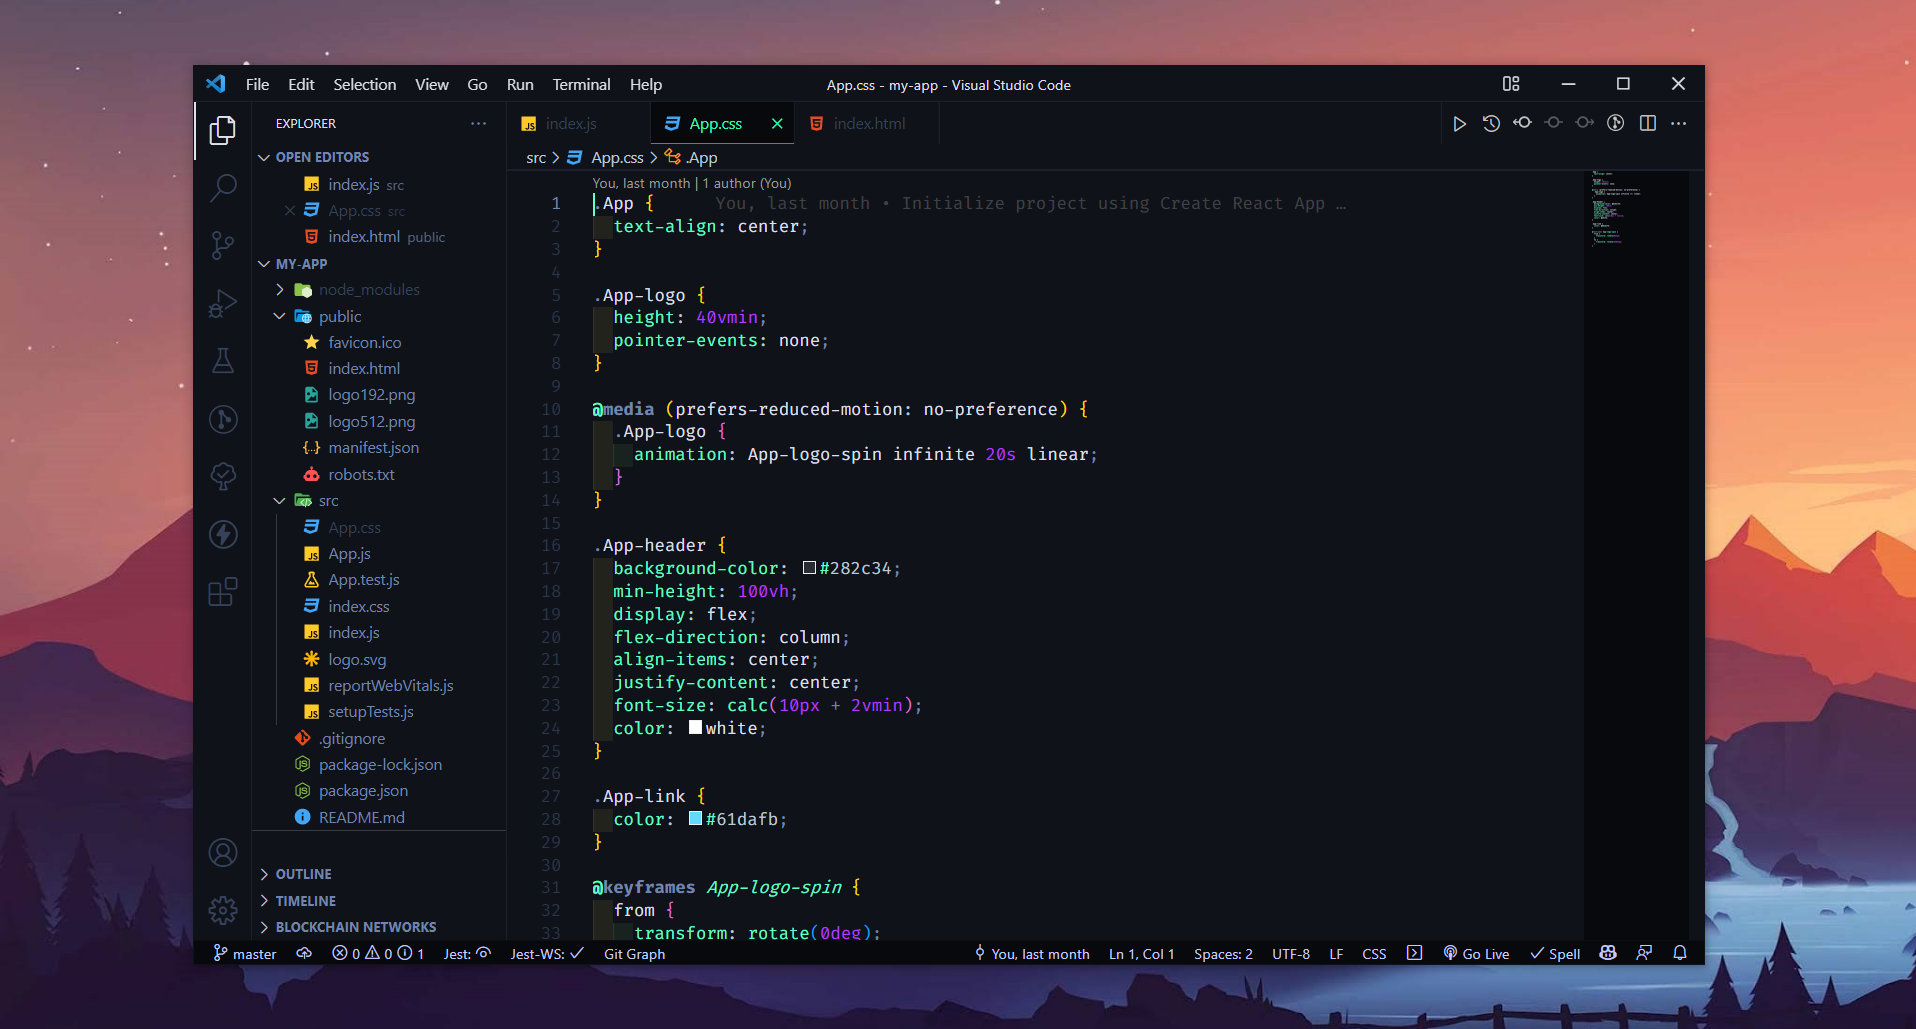 File Edit Selection View Go Run Terminal Help
App.css - my-app - Visual Studio Code
EXPLORER
OPEN EDITORS
index.js src
App.css src
index.html public
MY-APP
node_modules
public
favicon.ico
index.html
logo192.png
logo512.png
manifest.json
robots.txt
src
App.css
App.js
App.test.js
index.css
index.js
logo.svg
reportWebVitals.js
setupTests.js
.gitignore
package-lock.json
package.json
README.md
OUTLINE
TIMELINE
BLOCKCHAIN NETWORKS
index.js App.css index.html
src > App.css > .App
You, last month | 1 author (You)
1 .App { You, last month • Initialize project using Create React App …
2 text-align: center;
3 }
4
5 .App-logo {
6 height: 40vmin;
7 pointer-events: none;
8 }
9
10 @media (prefers-reduced-motion: no-preference) {
11 .App-logo {
12 animation: App-logo-spin infinite 20s linear;
13 }
14 }
15
16 .App-header {
17 background-color: #282c34;
18 min-height: 100vh;
19 display: flex;
20 flex-direction: column;
21 align-items: center;
22 justify-content: center;
23 font-size: calc(10px + 2vmin);
24 color: white;
25 }
26
27 .App-link {
28 color: #61dafb;
29 }
30
31 @keyframes App-logo-spin {
32 from {
33 transform: rotate(0deg);
master 0 0 1 Jest: Jest-WS: Git Graph You, last month Ln 1, Col 1 Spaces: 2 UTF-8 LF CSS Go Live Spell